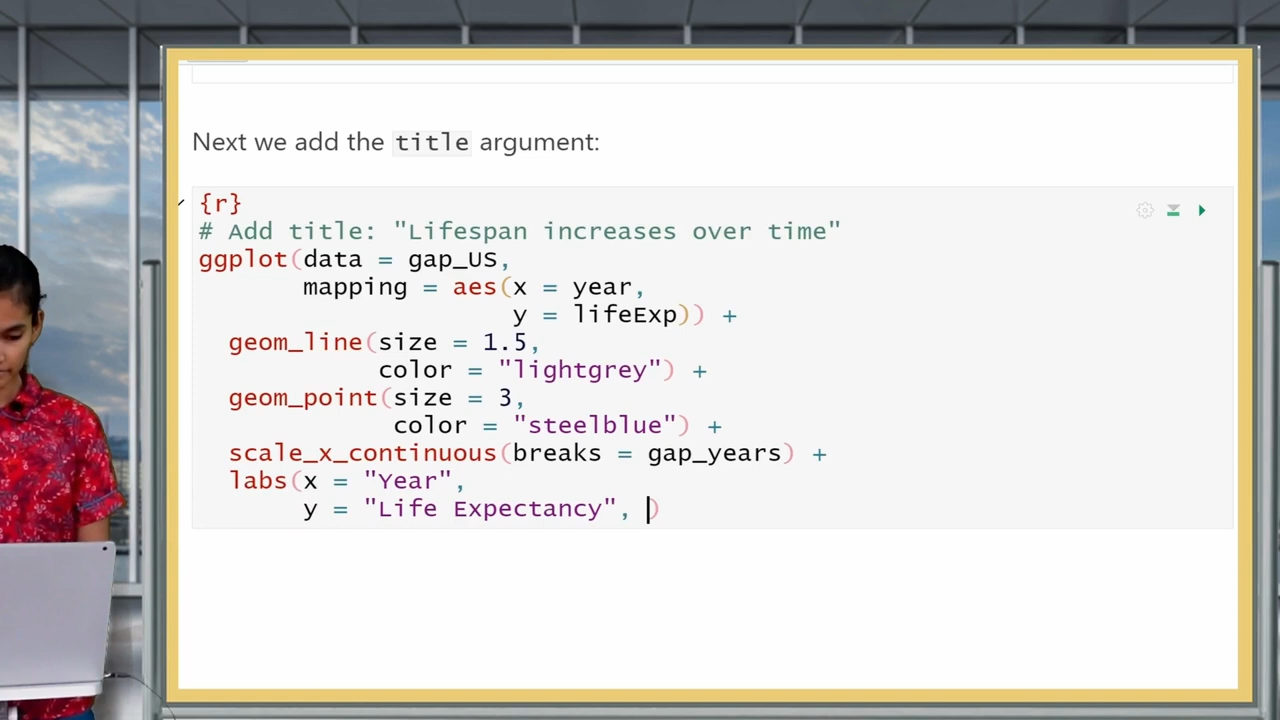 Next we add the title argument:
{r}
# Add title: "Lifespan increases over time"
ggplot(data = gap_US,
mapping = aes(x = year,
y = lifeExp)) +
geom_line(size = 1.5,
color = "lightgrey") +
geom_point(size = 3,
color = "steelblue") +
scale_x_continuous(breaks = gap_years) +
labs(x = "Year",
y = "Life Expectancy", )